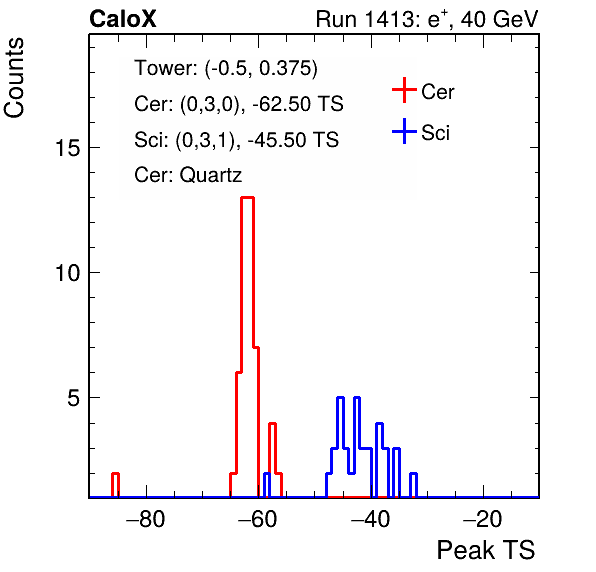 CaloX Run 1413: e⁺, 40 GeV
Counts
Tower: (-0.5, 0.375)
Cer: (0,3,0), -62.50 TS
Sci: (0,3,1), -45.50 TS
Cer: Quartz
Cer
Sci
15
10
5
−80 −60 −40 −20
Peak TS